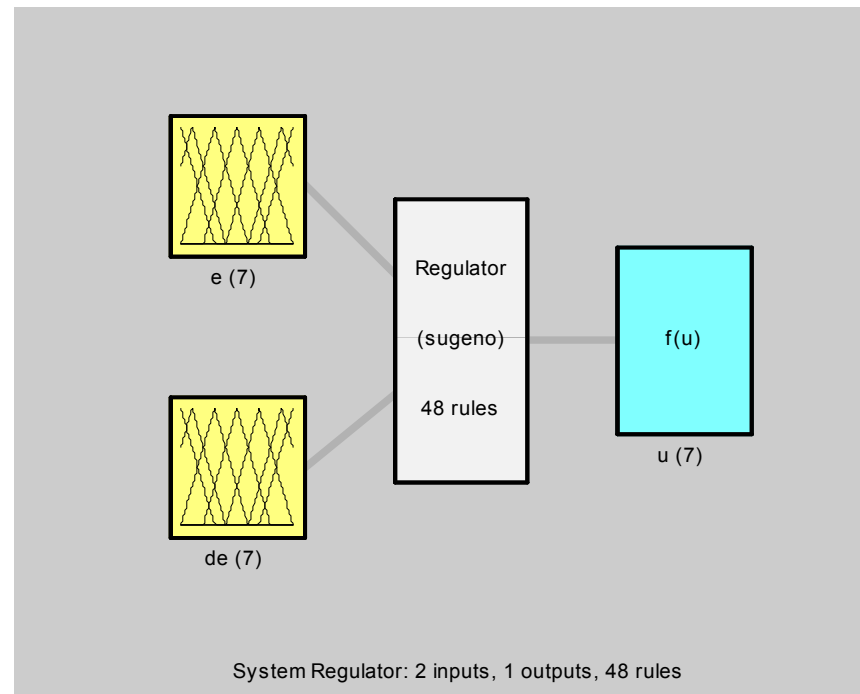 e (7)
de (7)
Regulator
(sugeno)
48 rules
f(u)
u (7)
System Regulator: 2 inputs, 1 outputs, 48 rules